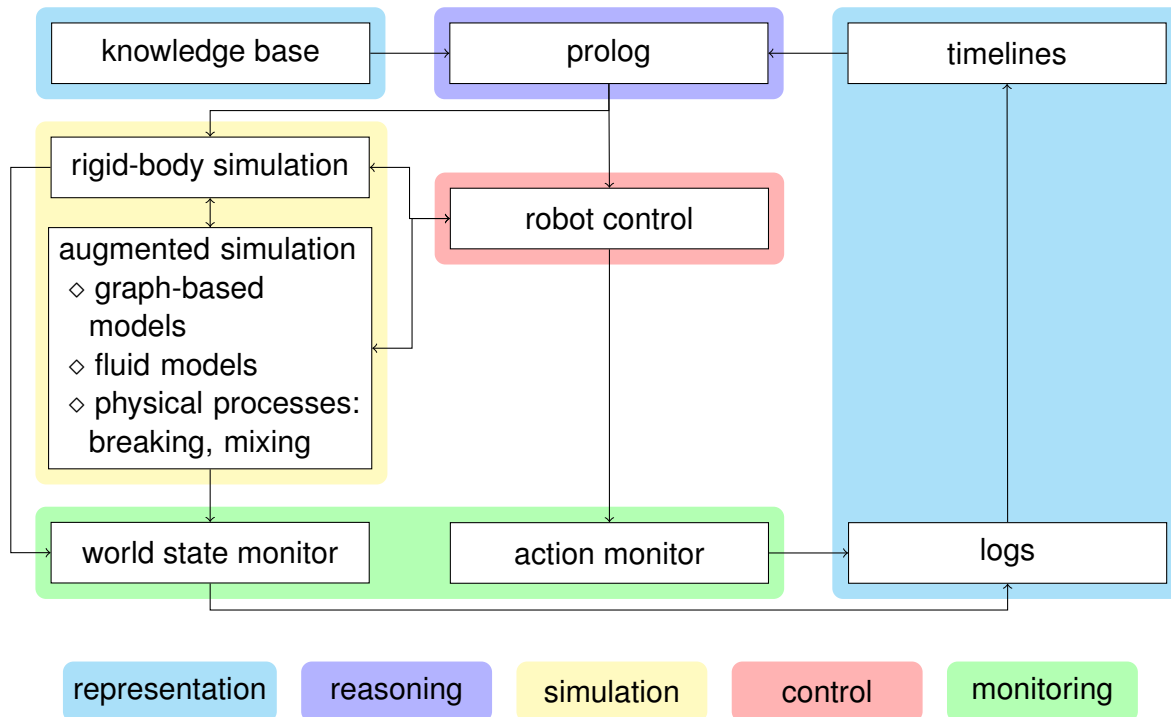 knowledge base
prolog
timelines
rigid-body simulation
robot control
augmented simulation
◇ graph-based
models
◇ fluid models
◇ physical processes:
breaking, mixing
world state monitor
action monitor
logs
representation
reasoning
simulation
control
monitoring